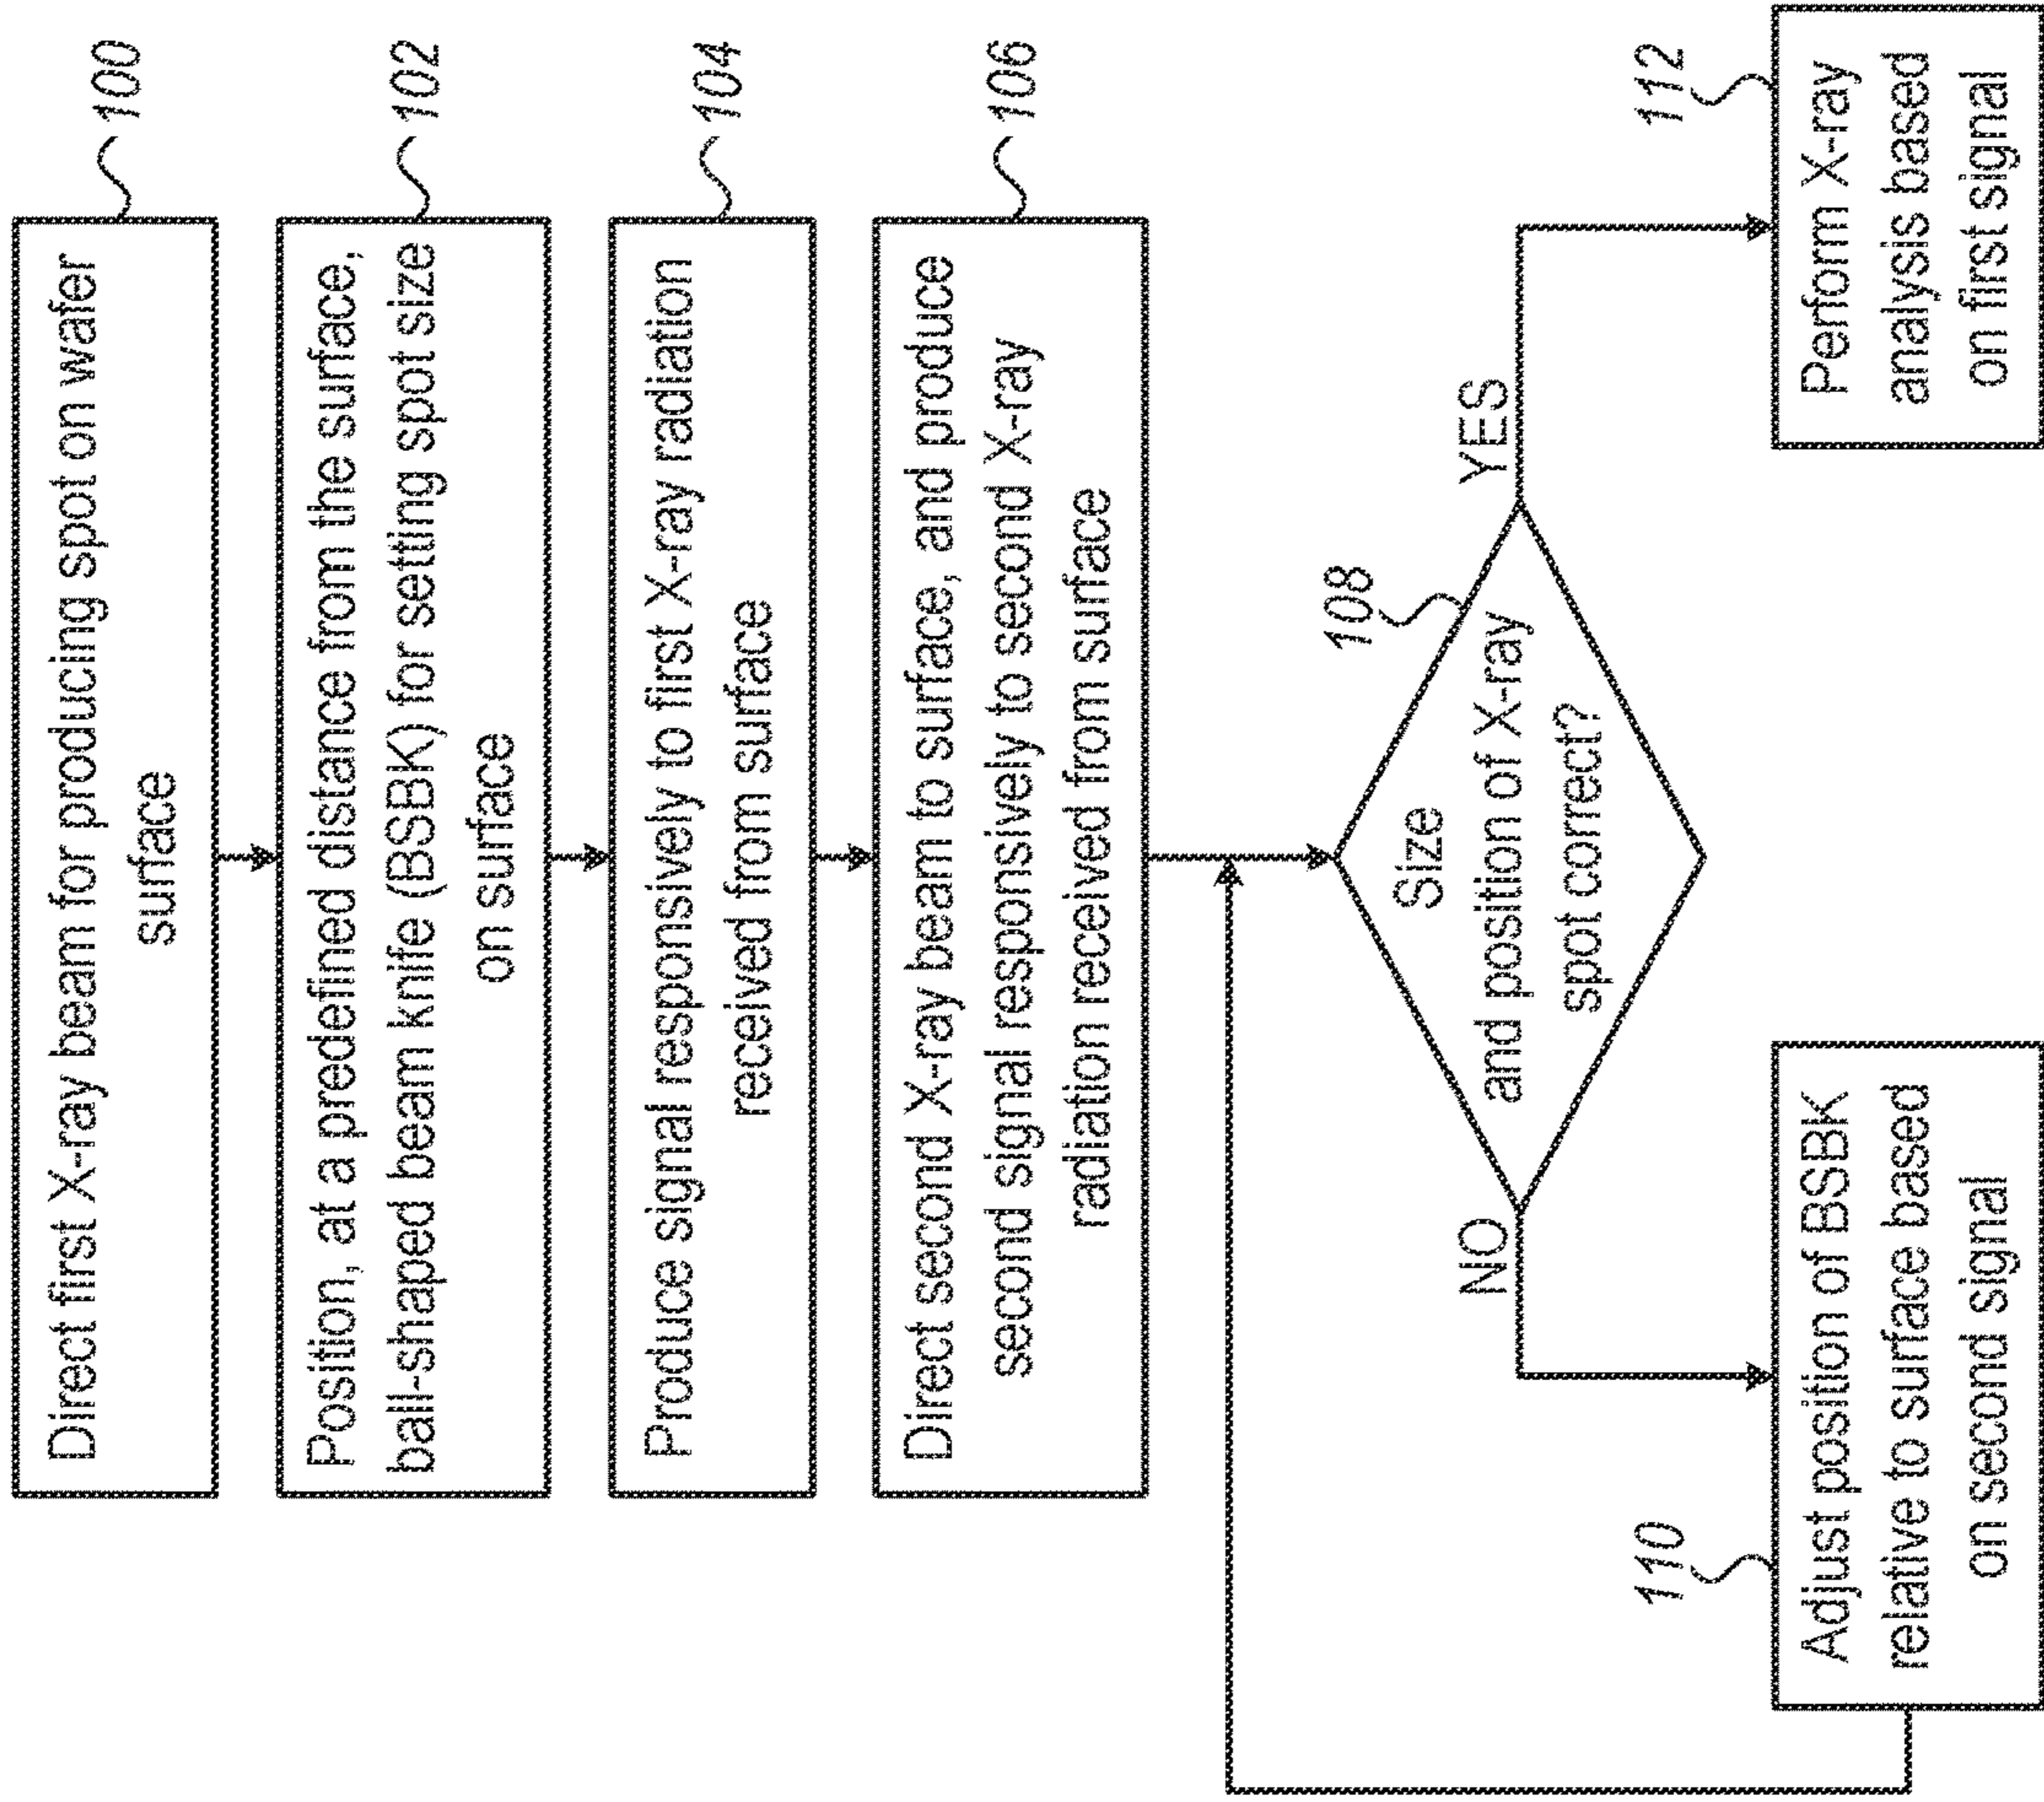 Direct first X-ray beam for producing spot on wafer
surface
100
Position, at a predefined distance from the surface,
ball-shaped beam knife (BSBK) for setting spot size
on surface
102
Produce signal responsively to first X-ray radiation
received from surface
104
Direct second X-ray beam to surface, and produce
second signal responsively to second X-ray
radiation received from surface
106
108
Size
and position of X-ray
spot correct?
NO
YES
110
Adjust position of BSBK
relative to surface based
on second signal
112
Perform X-ray
analysis based
on first signal